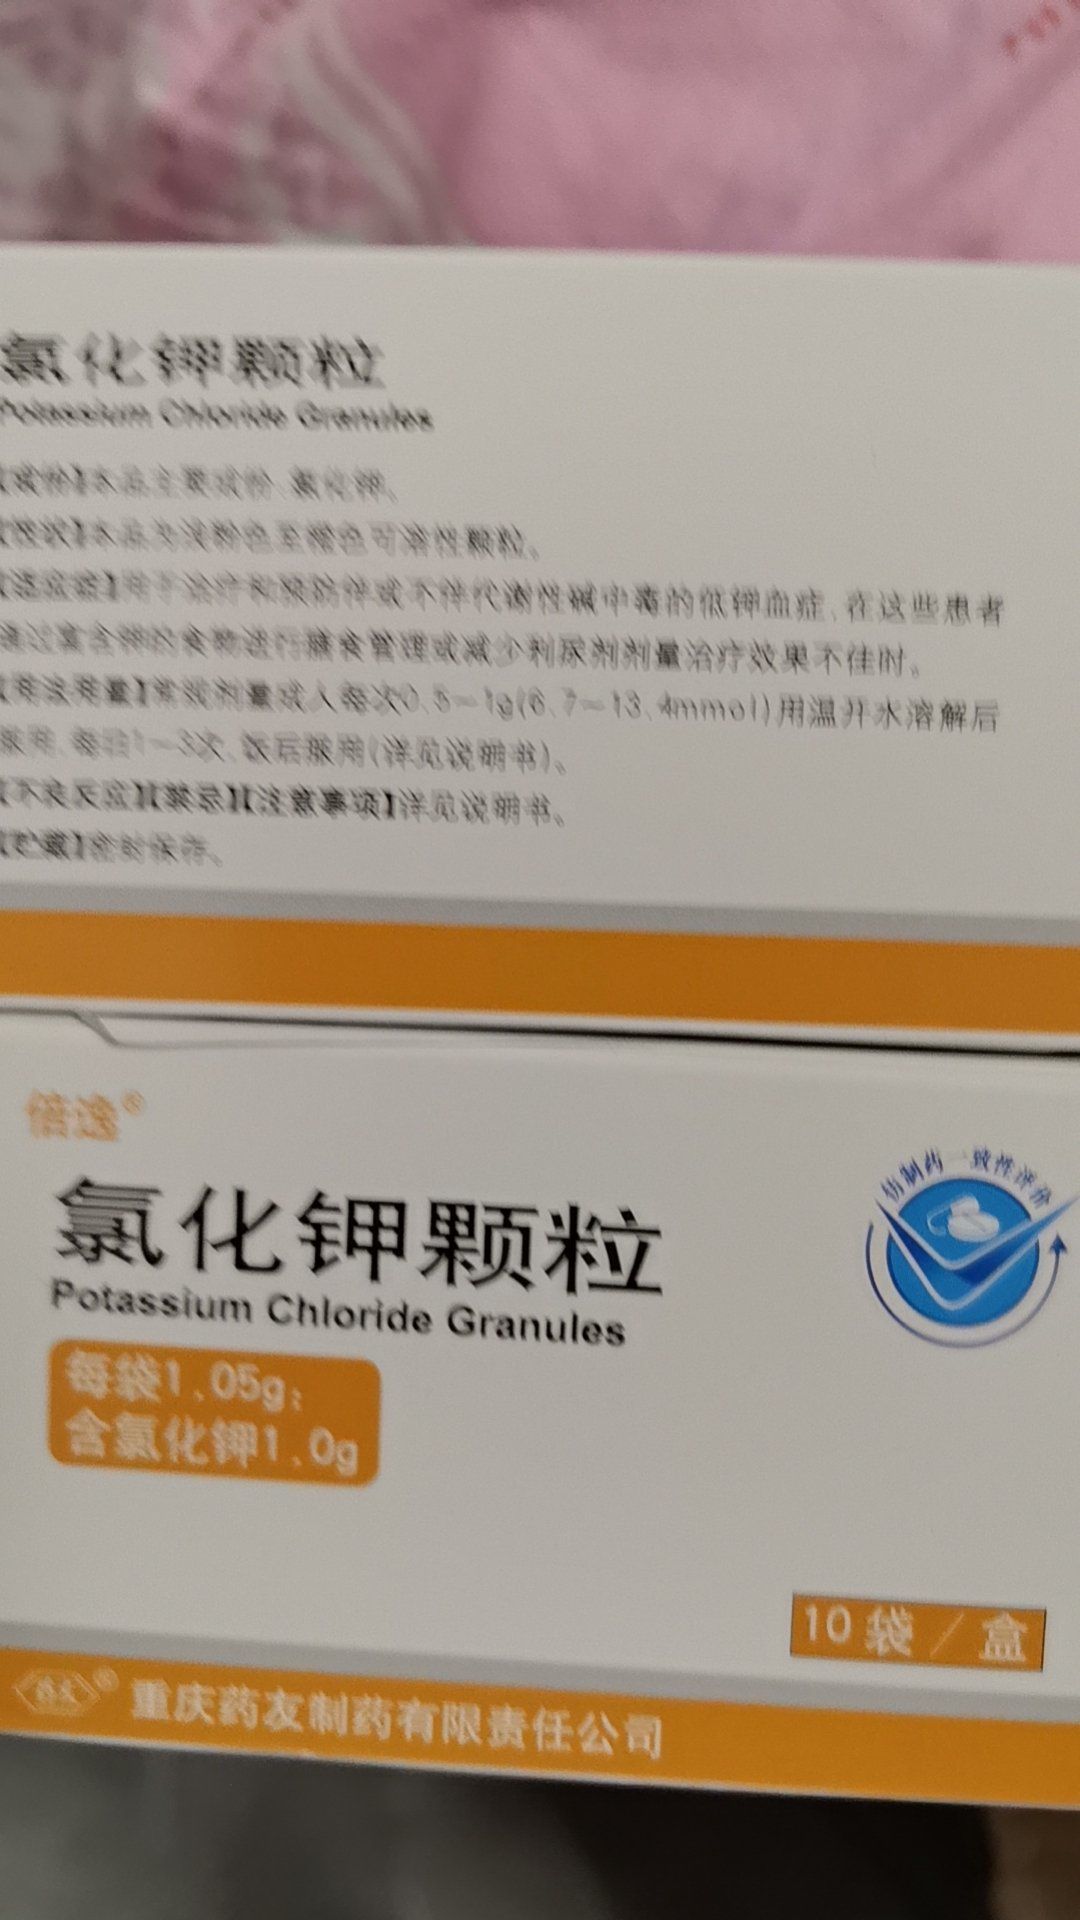 氯化钾颗粒
Potassium Chloride Granules
【成份】本品主要成份:氯化钾。
【性状】本品为浅粉色至橙色可溶性颗粒。
【适应症】用于治疗和预防伴或不伴代谢性碱中毒的低钾血症,在这些患者
通过富含钾的食物进行膳食管理或减少利尿剂剂量治疗效果不佳时。
【用法用量】常规剂量成人每次0.5~1g(6.7~13.4mmol)用温开水溶解后
服用,每日1~3次,饭后服用(详见说明书)。
【不良反应】【禁忌】【注意事项】详见说明书。
【贮藏】密封保存。
倍逸®
仿制药一致性评价
氯化钾颗粒
Potassium Chloride Granules
每袋1.05g:
含氯化钾1.0g
10袋/盒
药友® 重庆药友制药有限责任公司